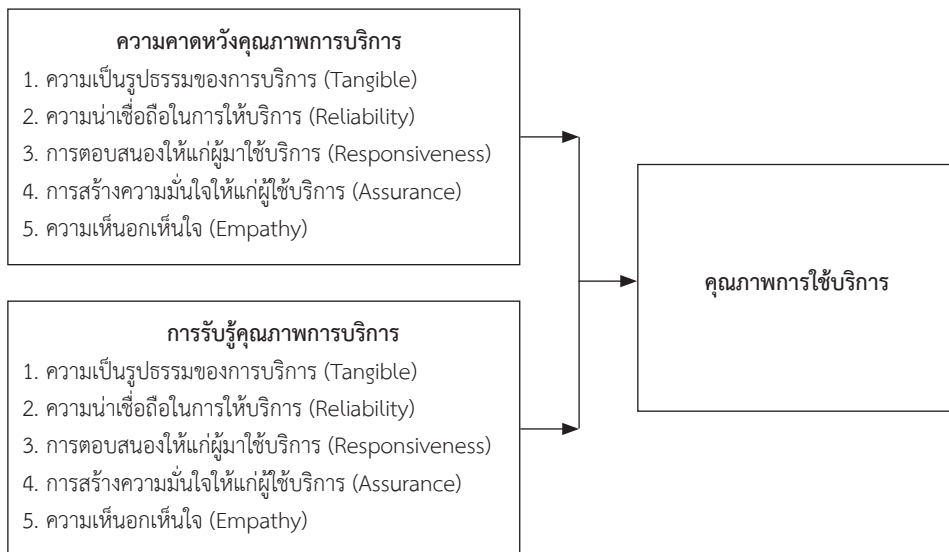 ความคาดหวังคุณภาพการบริการ
1. ความเป็นรูปธรรมของการบริการ (Tangible)
2. ความน่าเชื่อถือในการให้บริการ (Reliability)
3. การตอบสนองให้แก่ผู้มาใช้บริการ (Responsiveness)
4. การสร้างความมั่นใจให้แก่ผู้ใช้บริการ (Assurance)
5. ความเห็นอกเห็นใจ (Empathy)
คุณภาพการใช้บริการ
การรับรู้คุณภาพการบริการ
1. ความเป็นรูปธรรมของการบริการ (Tangible)
2. ความน่าเชื่อถือในการให้บริการ (Reliability)
3. การตอบสนองให้แก่ผู้มาใช้บริการ (Responsiveness)
4. การสร้างความมั่นใจให้แก่ผู้ใช้บริการ (Assurance)
5. ความเห็นอกเห็นใจ (Empathy)